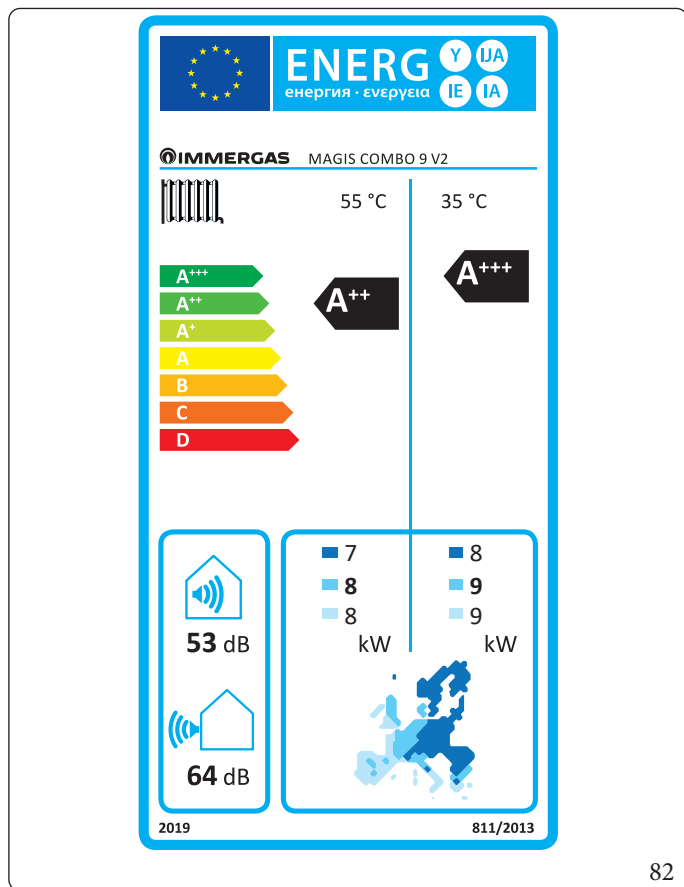 ENERG Y IJA
енергия · ενεργεια IE IA
IMMERGAS MAGIS COMBO 9 V2
55 °C 35 °C
A+++
A++
A+
A
B
C
D
A++
A+++
53 dB
64 dB
7 8
8 9
8 9
kW kW
2019 811/2013
82